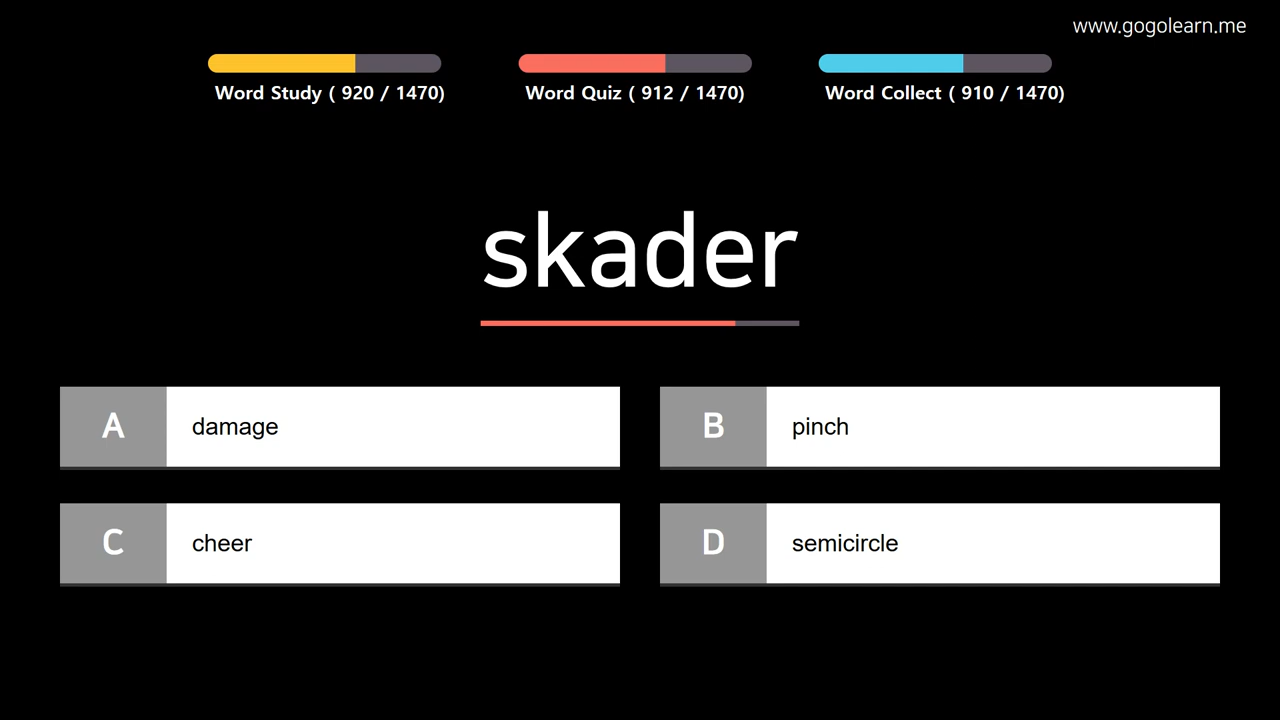 www.gogolearn.me
Word Study ( 920 / 1470)
Word Quiz ( 912 / 1470)
Word Collect ( 910 / 1470)
skader
A damage
B pinch
C cheer
D semicircle